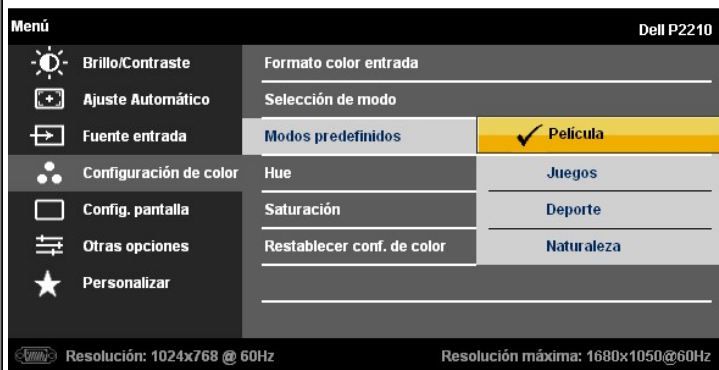 Menú
Dell P2210
Brillo/Contraste
Formato color entrada
Ajuste Automático
Selección de modo
Fuente entrada
Modos predefinidos
Película
Configuración de color
Hue
Juegos
Config. pantalla
Saturación
Deporte
Otras opciones
Restablecer conf. de color
Naturaleza
Personalizar
Resolución: 1024x768 @ 60Hz
Resolución máxima: 1680x1050@60Hz